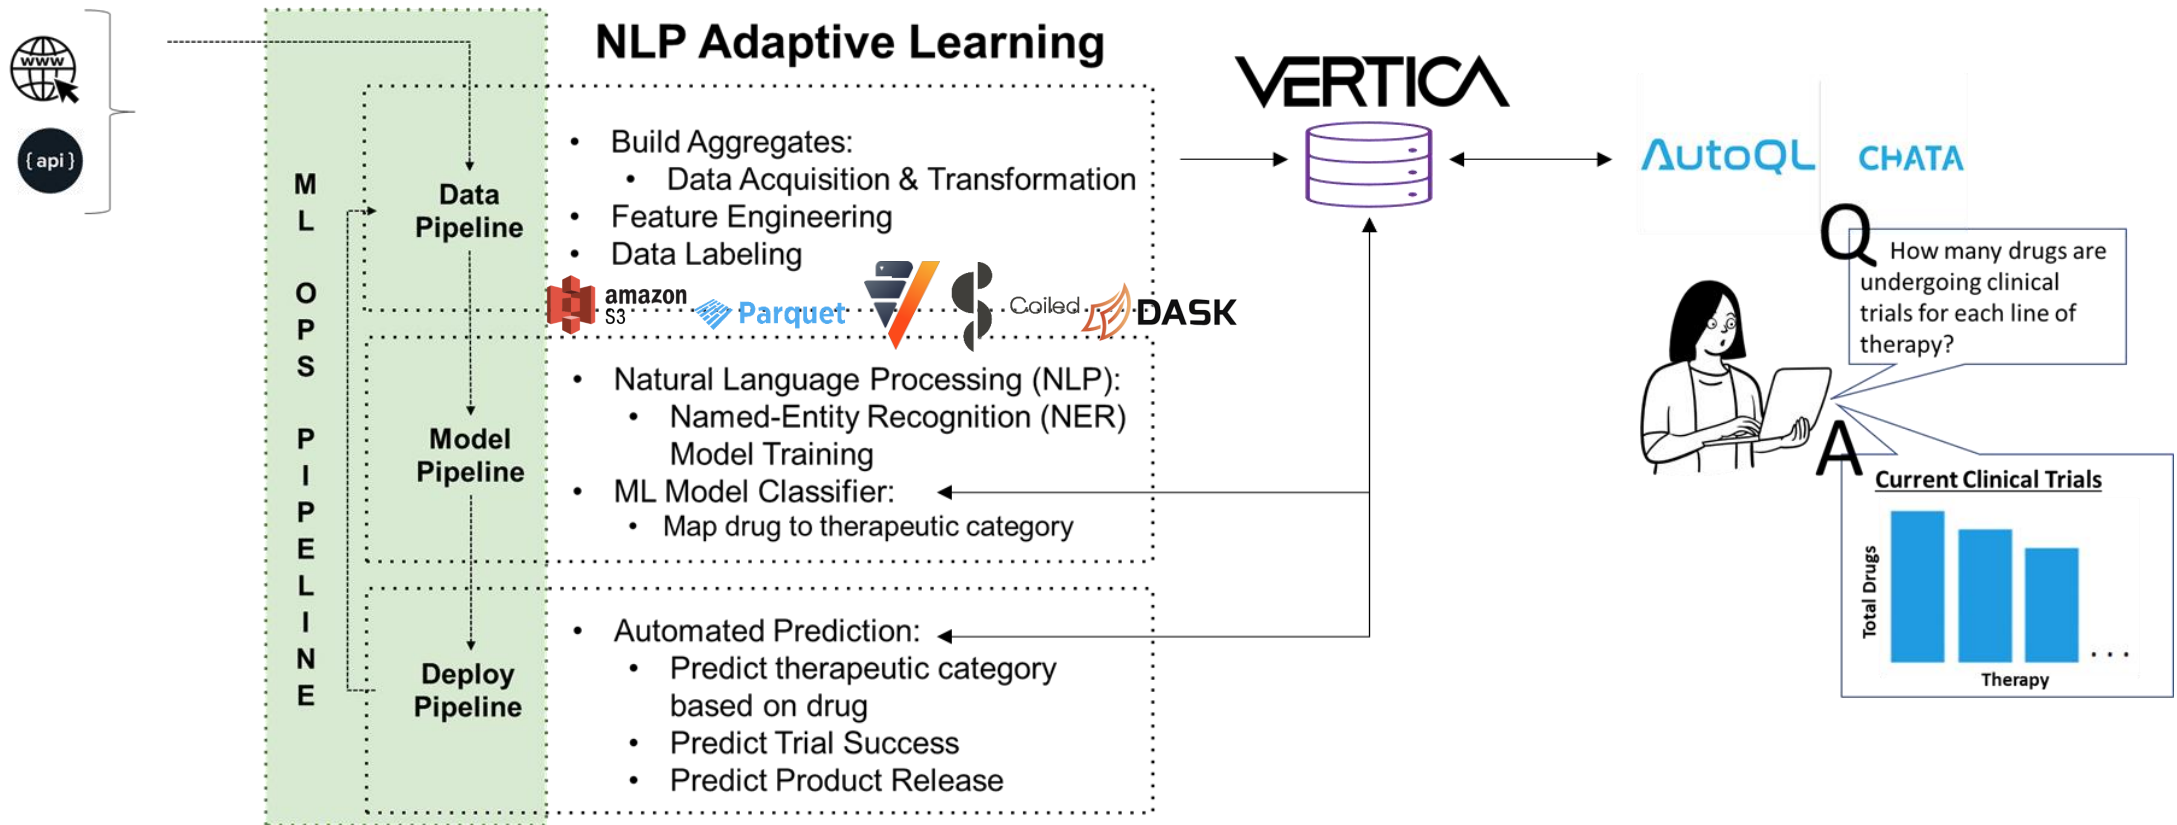 NLP Adaptive Learning
www
{ api }
ML OPS PIPELINE
Data
Pipeline
• Build Aggregates:
• Data Acquisition & Transformation
• Feature Engineering
• Data Labeling
amazon
S3
Parquet
Coiled
DASK
Model
Pipeline
• Natural Language Processing (NLP):
• Named-Entity Recognition (NER)
Model Training
• ML Model Classifier:
• Map drug to therapeutic category
Deploy
Pipeline
• Automated Prediction:
• Predict therapeutic category
based on drug
• Predict Trial Success
• Predict Product Release
VERTICA
AutoQL
CHATA
Q
How many drugs are
undergoing clinical
trials for each line of
therapy?
A
Current Clinical Trials
Total Drugs
...
Therapy